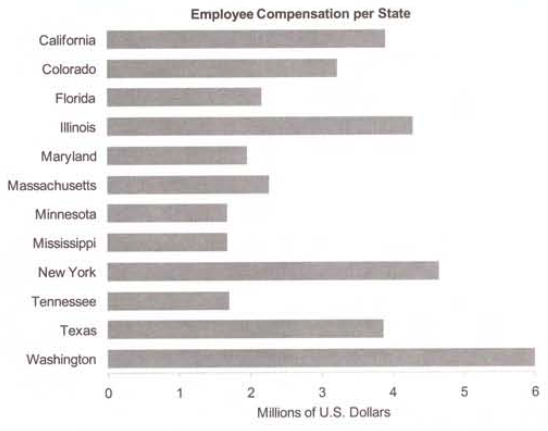 Employee Compensation per State
California
Colorado
Florida
Illinois
Maryland
Massachusetts
Minnesota
Mississippi
New York
Tennessee
Texas
Washington
0 1 2 3 4 5 6
Millions of U.S. Dollars